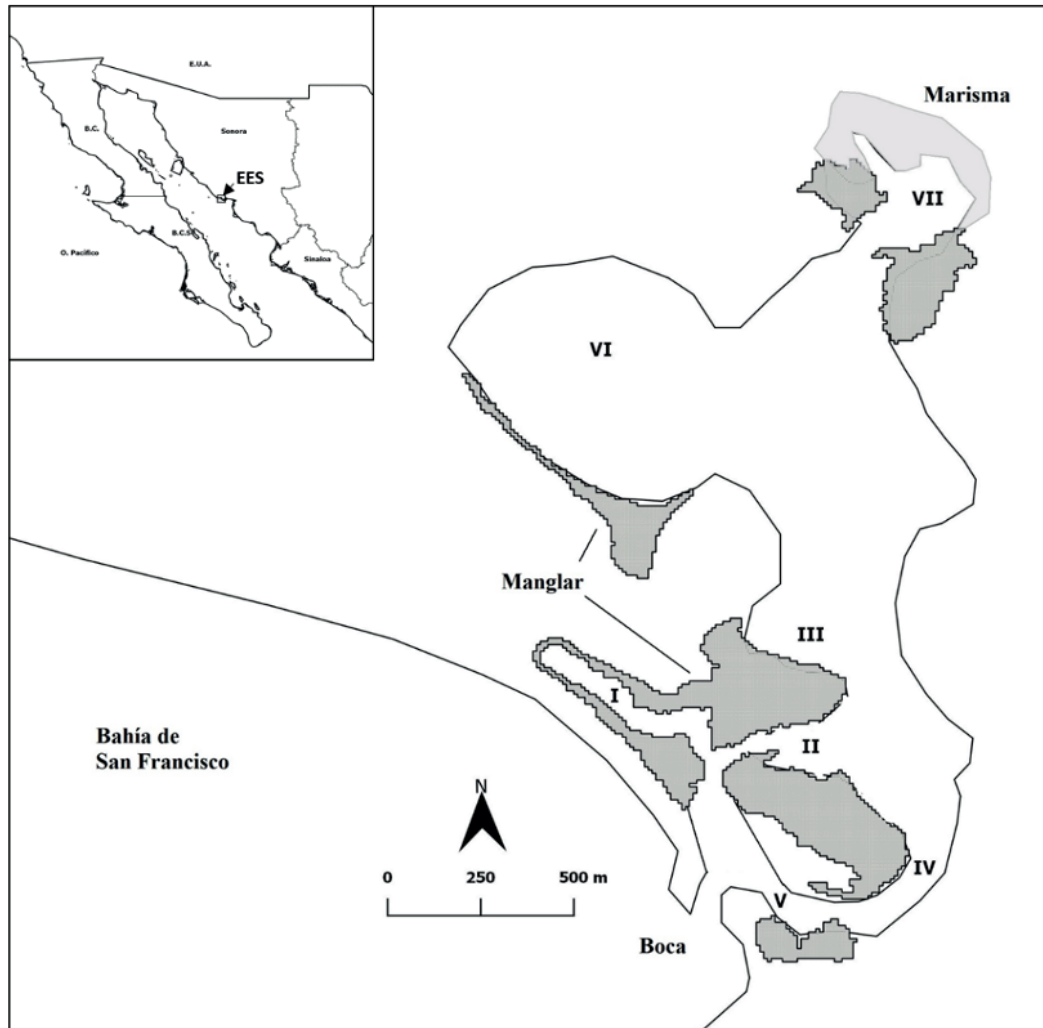 E.U.A.
B.C.
Sonora
EES
B.C.S.
O. Pacífico
Sinaloa
Marisma
VII
VI
Manglar
III
I
Bahía de
San Francisco
II
N
0 250 500 m
IV
V
Boca